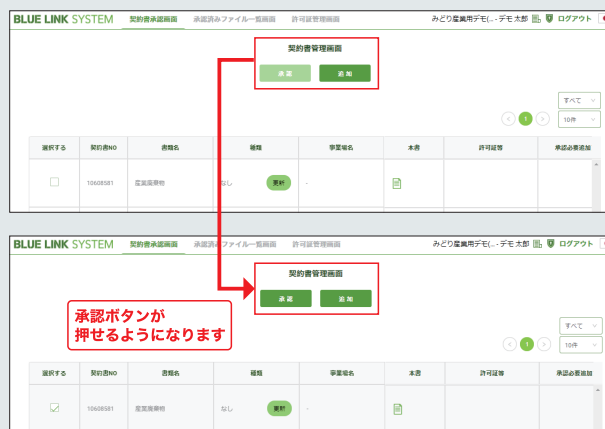 BLUE LINK SYSTEM 契約書承認画面 承認済みファイル一覧画面 許可証管理画面 みどり産業用デモ(...- デモ 太郎 ログアウト
契約書管理画面
承認 追加
すべて
1 10件
選択する 契約書NO 書類名 種類 事業場名 本書 許可証等 承認必要追加
10608581 産業廃棄物 なし 更新 -
BLUE LINK SYSTEM 契約書承認画面 承認済みファイル一覧画面 許可証管理画面 みどり産業用デモ(...- デモ 太郎 ログアウト
契約書管理画面
承認 追加
承認ボタンが
押せるようになります
すべて
1 10件
選択する 契約書NO 書類名 種類 事業場名 本書 許可証等 承認必要追加
10608581 産業廃棄物 なし 更新 -